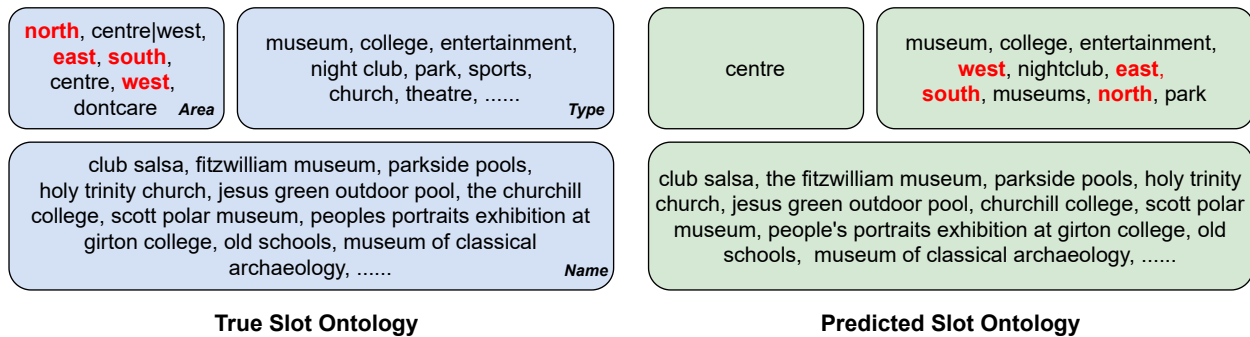 north, centre|west,
east, south,
centre, west,
dontcare
Area
museum, college, entertainment,
night club, park, sports,
church, theatre, ......
Type
club salsa, fitzwilliam museum, parkside pools,
holy trinity church, jesus green outdoor pool, the churchill
college, scott polar museum, peoples portraits exhibition at
girton college, old schools, museum of classical
archaeology, ......
Name
True Slot Ontology
centre
museum, college, entertainment,
west, nightclub, east,
south, museums, north, park
club salsa, the fitzwilliam museum, parkside pools, holy trinity
church, jesus green outdoor pool, churchill college, scott polar
museum, people's portraits exhibition at girton college, old
schools, museum of classical archaeology, ......
Predicted Slot Ontology